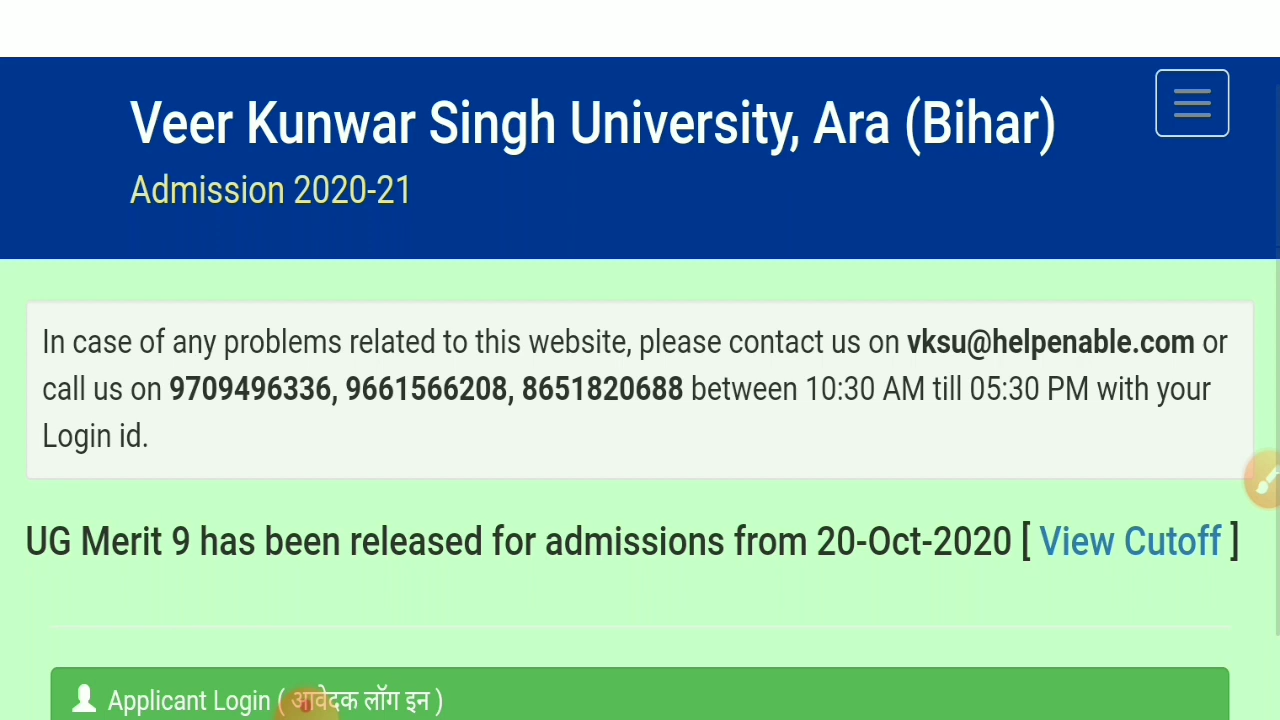 Veer Kunwar Singh University, Ara (Bihar)
Admission 2020-21
In case of any problems related to this website, please contact us on vksu@helpenable.com or
call us on 9709496336, 9661566208, 8651820688 between 10:30 AM till 05:30 PM with your
Login id.
UG Merit 9 has been released for admissions from 20-Oct-2020 [ View Cutoff ]
Applicant Login ( आवेदक लॉग इन )